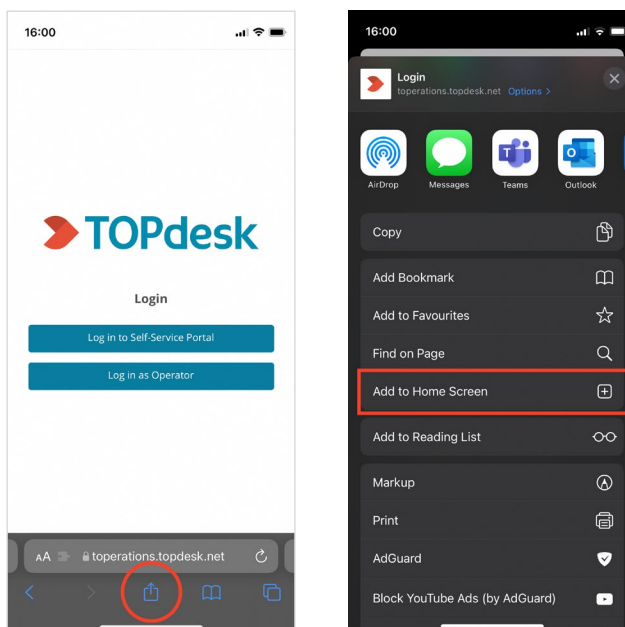 16:00
TOPdesk
Login
Log in to Self-Service Portal
Log in as Operator
AA toperations.topdesk.net
16:00
Login
toperations.topdesk.net Options >
AirDrop Messages Teams Outlook
Copy
Add Bookmark
Add to Favourites
Find on Page
Add to Home Screen
Add to Reading List
Markup
Print
AdGuard
Block YouTube Ads (by AdGuard)